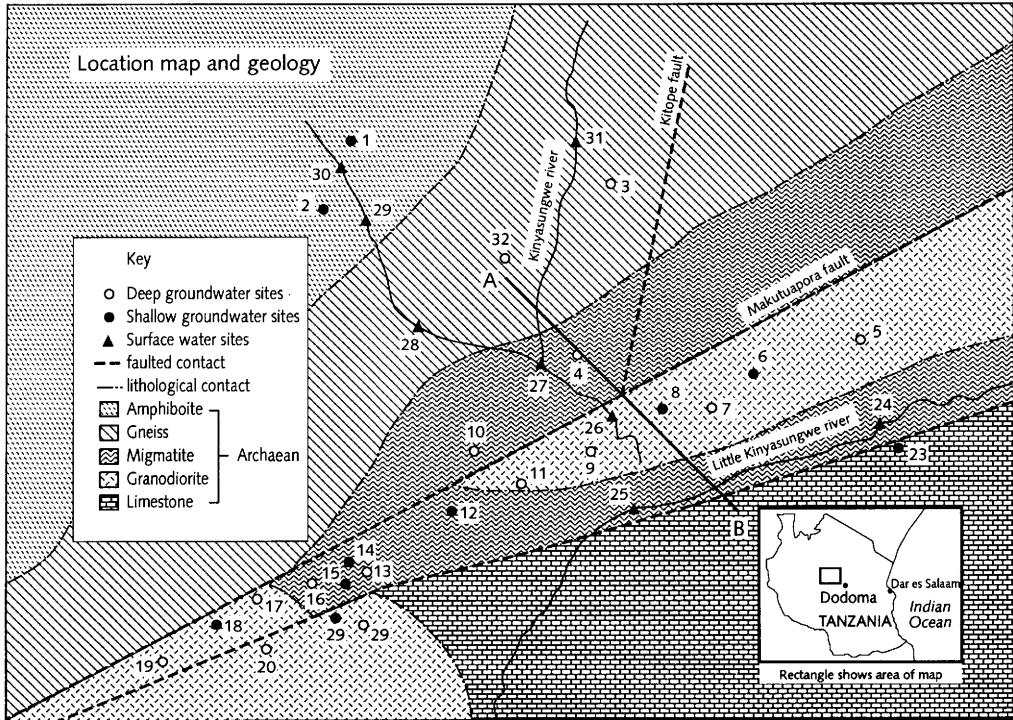 Location map and geology
1
30
2
29
31
3
32
Kinyasungwe river
Kitope fault
A
Key
Deep groundwater sites
Shallow groundwater sites
Surface water sites
faulted contact
lithological contact
Amphiboite
Gneiss
Migmatite
Granodiorite
Limestone
Archaean
28
27
4
Makutuapora fault
5
6
8
7
26
24
Little Kinyasungwe river
23
10
9
11
25
12
B
14
15
13
16
17
18
29
29
19
20
Dodoma
Dar es Salaam
TANZANIA
Indian
Ocean
Rectangle shows area of map